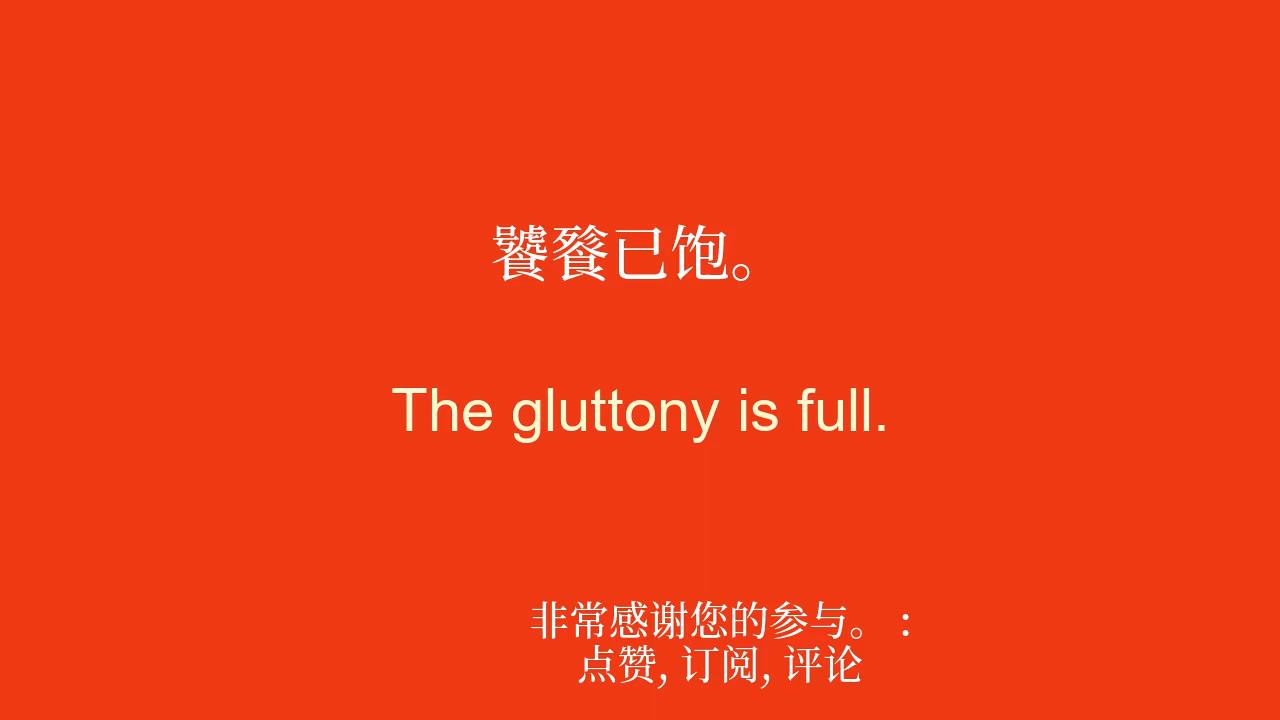 饕餮已饱。
The gluttony is full.
非常感谢您的参与。 :
点赞, 订阅, 评论